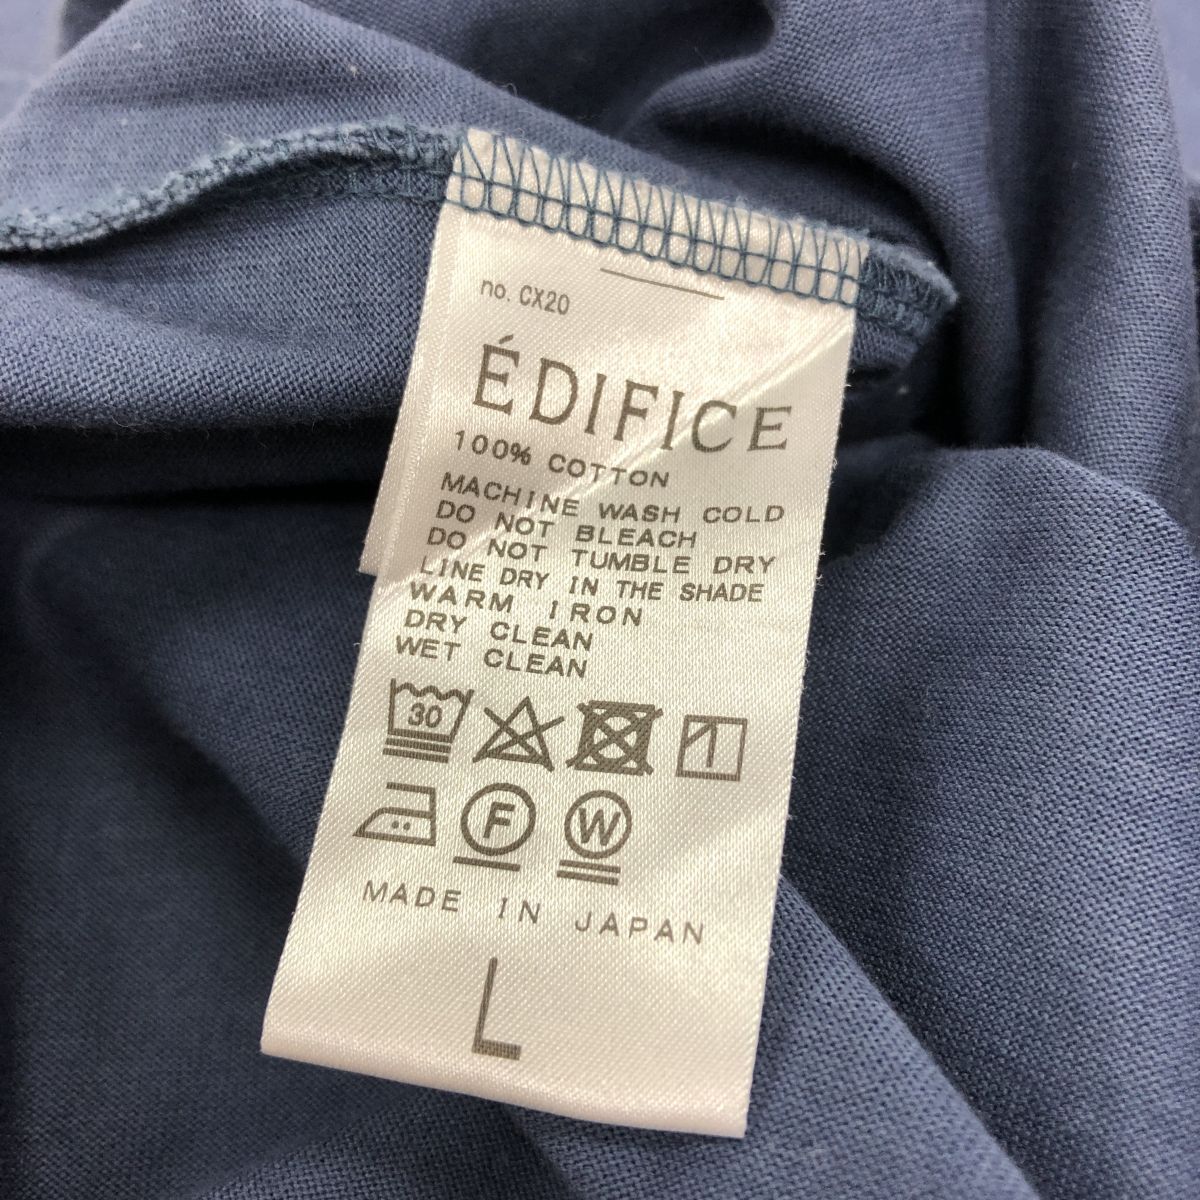 no. CX20
ÉDIFICE
100% COTTON
MACHINE WASH COLD
DO NOT BLEACH
DO NOT TUMBLE DRY
LINE DRY IN THE SHADE
WARM IRON
DRY CLEAN
WET CLEAN
30
F W
MADE IN JAPAN
L